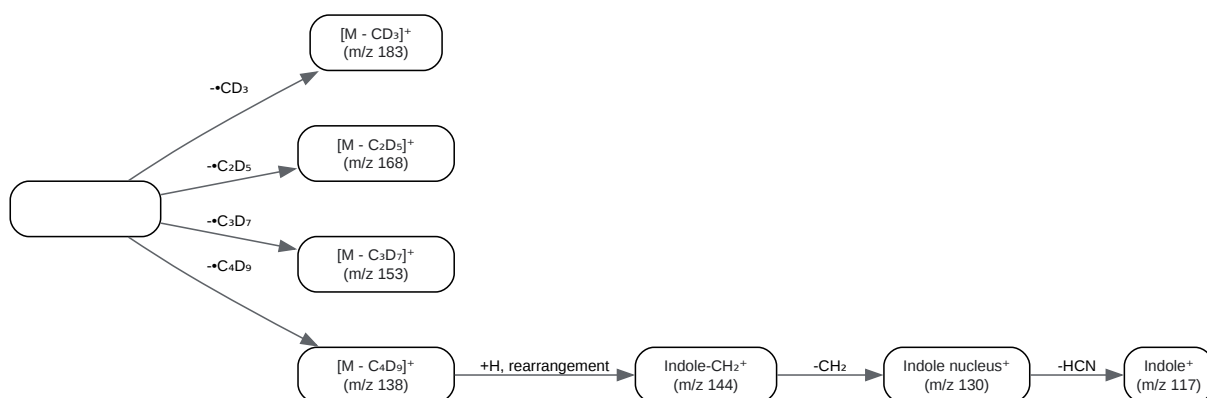 [M - CD₃]⁺
(m/z 183)
-•CD₃
[M - C₂D₅]⁺
(m/z 168)
-•C₂D₅
-•C₃D₇
[M - C₃D₇]⁺
(m/z 153)
-•C₄D₉
[M - C₄D₉]⁺
(m/z 138)
+H, rearrangement
Indole-CH₂⁺
(m/z 144)
-CH₂
Indole nucleus⁺
(m/z 130)
-HCN
Indole⁺
(m/z 117)